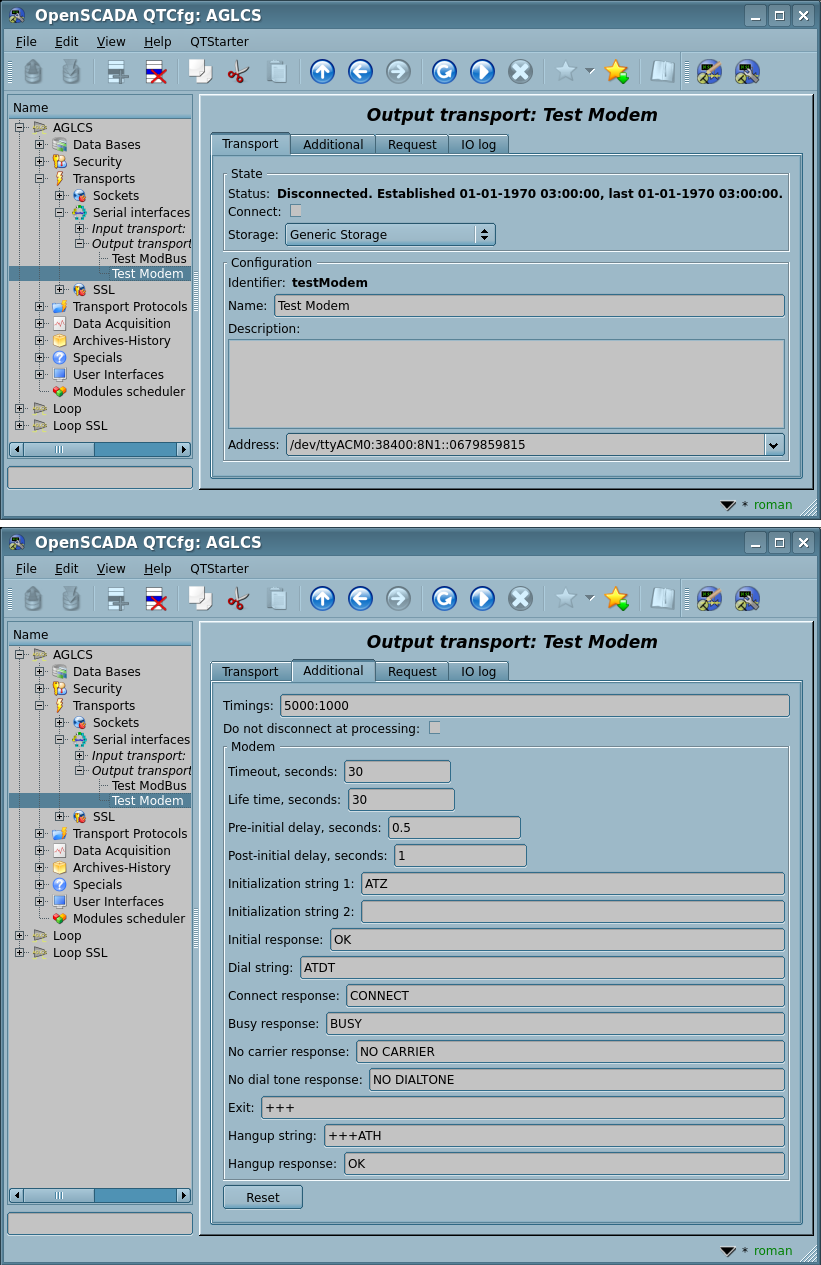 OpenSCADA QTCfg: AGLCS
File Edit View Help QTStarter
Name
AGLCS
Data Bases
Security
Transports
Sockets
Serial interfaces
Input transport:
Output transport
Test ModBus
Test Modem
SSL
Transport Protocols
Data Acquisition
Archives-History
Specials
User Interfaces
Modules scheduler
Loop
Loop SSL
Output transport: Test Modem
Transport Additional Request IO log
State
Status: Disconnected. Established 01-01-1970 03:00:00, last 01-01-1970 03:00:00.
Connect:
Storage: Generic Storage
Configuration
Identifier: testModem
Name: Test Modem
Description:
Address: /dev/ttyACM0:38400:8N1::0679859815
* roman
OpenSCADA QTCfg: AGLCS
File Edit View Help QTStarter
Name
AGLCS
Data Bases
Security
Transports
Sockets
Serial interfaces
Input transport:
Output transport
Test ModBus
Test Modem
SSL
Transport Protocols
Data Acquisition
Archives-History
Specials
User Interfaces
Modules scheduler
Loop
Loop SSL
Output transport: Test Modem
Transport Additional Request IO log
Timings: 5000:1000
Do not disconnect at processing:
Modem
Timeout, seconds: 30
Life time, seconds: 30
Pre-initial delay, seconds: 0.5
Post-initial delay, seconds: 1
Initialization string 1: ATZ
Initialization string 2:
Initial response: OK
Dial string: ATDT
Connect response: CONNECT
Busy response: BUSY
No carrier response: NO CARRIER
No dial tone response: NO DIALTONE
Exit: +++
Hangup string: +++ATH
Hangup response: OK
Reset
* roman